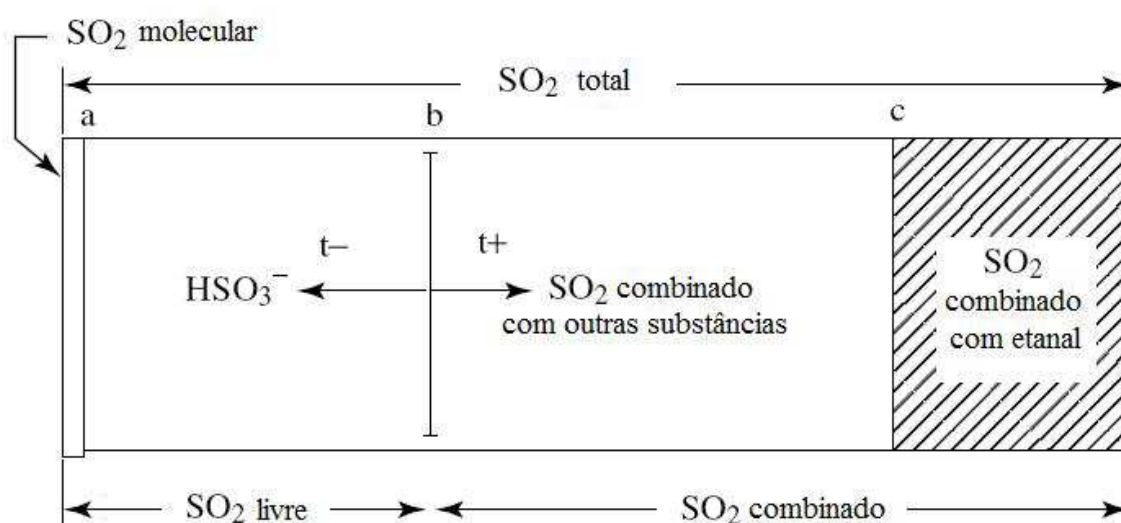 SO₂ molecular
SO₂ total
a
b
c
t–
t+
HSO₃⁻
SO₂ combinado
com outras substâncias
SO₂
combinado
com etanal
SO₂ livre
SO₂ combinado